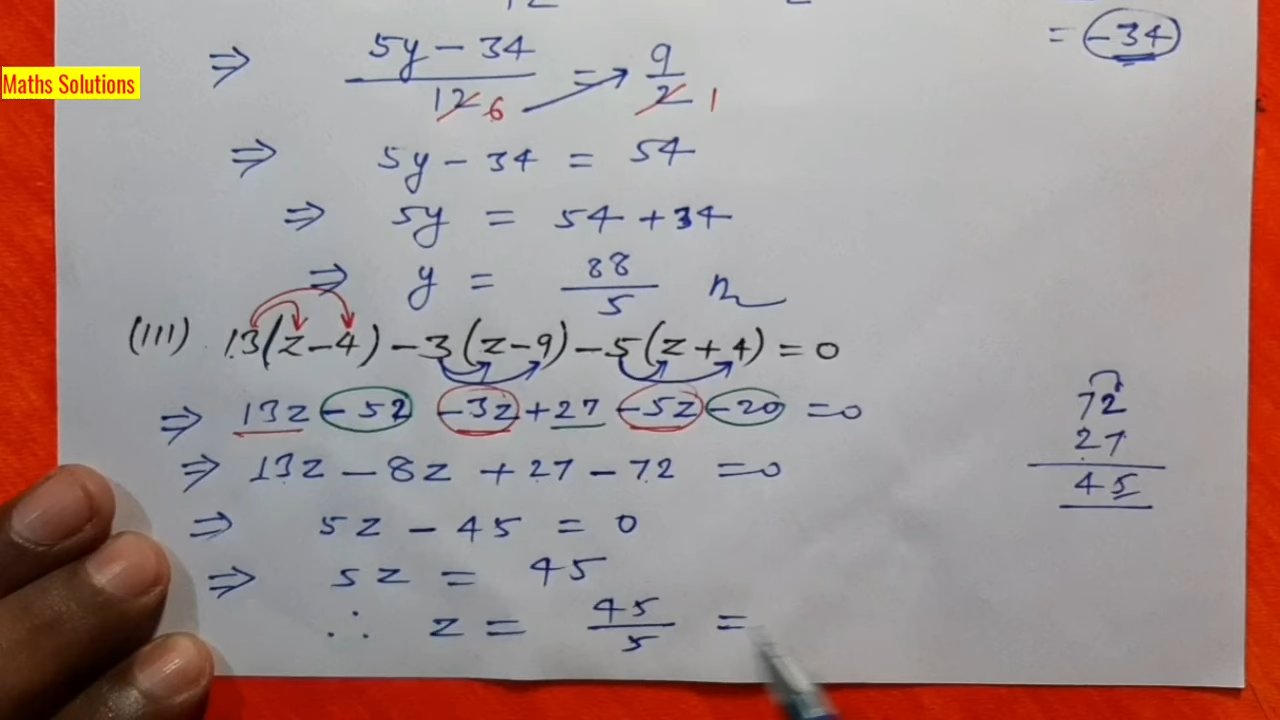 = -34
Maths Solutions
⇒ 5y - 34 / 12 6 = 9 / 2 1
⇒ 5y - 34 = 54
⇒ 5y = 54 + 34
⇒ y = 88 / 5
(III) 13(z-4) - 3(z-9) - 5(z+4) = 0
⇒ 13z - 52 - 3z + 27 - 5z - 20 = 0
⇒ 13z - 8z + 27 - 72 = 0
⇒ 5z - 45 = 0
⇒ 5z = 45
∴ z = 45 / 5 =
72
27
45